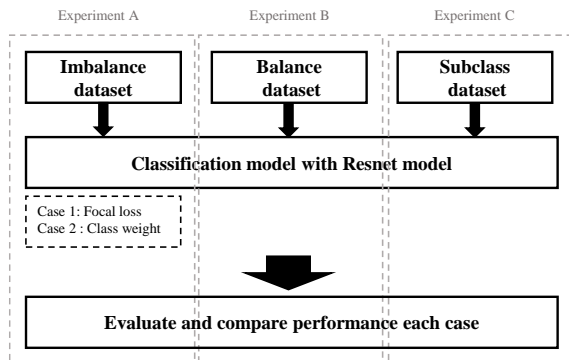 Experiment A
Experiment B
Experiment C
Imbalance
dataset
Balance
dataset
Subclass
dataset
Classification model with Resnet model
Case 1: Focal loss
Case 2 : Class weight
Evaluate and compare performance each case